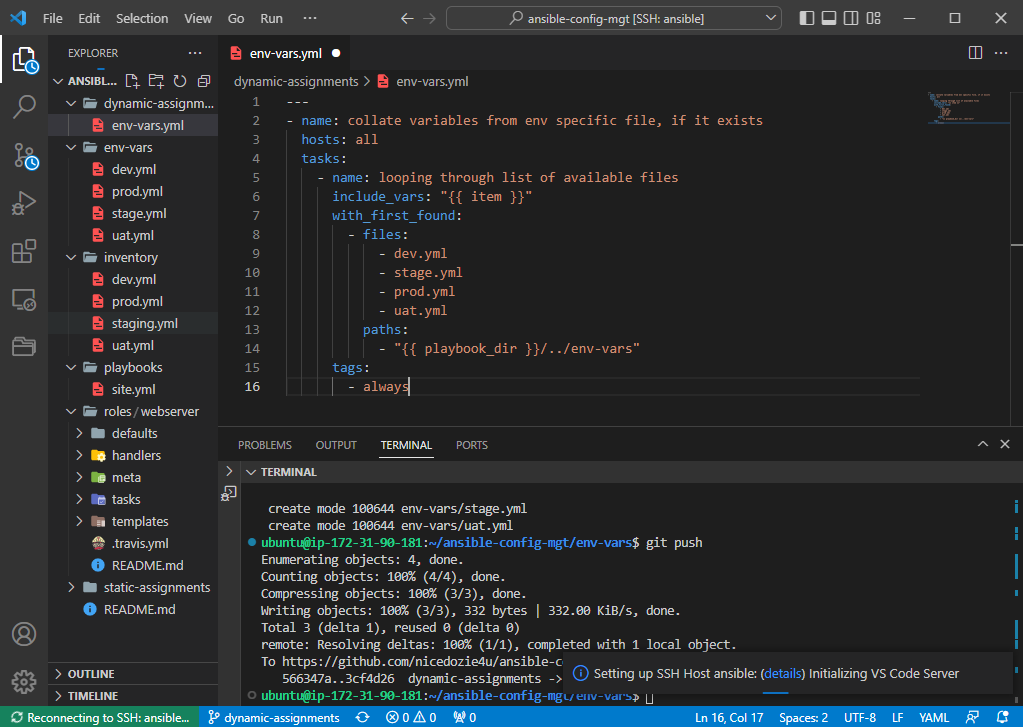 File Edit Selection View Go Run ··· ansible-config-mgt [SSH: ansible]
EXPLORER ···
ANSIBL...
dynamic-assignm...
env-vars.yml
env-vars
dev.yml
prod.yml
stage.yml
uat.yml
inventory
dev.yml
prod.yml
staging.yml
uat.yml
playbooks
site.yml
roles/webserver
defaults
handlers
meta
tasks
templates
.travis.yml
README.md
static-assignments
README.md
OUTLINE
TIMELINE
env-vars.yml ●
dynamic-assignments > env-vars.yml
1 ---
2 - name: collate variables from env specific file, if it exists
3 hosts: all
4 tasks:
5 - name: looping through list of available files
6 include_vars: "{{ item }}"
7 with_first_found:
8 - files:
9 - dev.yml
10 - stage.yml
11 - prod.yml
12 - uat.yml
13 paths:
14 - "{{ playbook_dir }}/../env-vars"
15 tags:
16 - always
PROBLEMS OUTPUT TERMINAL PORTS
TERMINAL
create mode 100644 env-vars/stage.yml
create mode 100644 env-vars/uat.yml
ubuntu@ip-172-31-90-181:~/ansible-config-mgt/env-vars$ git push
Enumerating objects: 4, done.
Counting objects: 100% (4/4), done.
Compressing objects: 100% (3/3), done.
Writing objects: 100% (3/3), 332 bytes | 332.00 KiB/s, done.
Total 3 (delta 1), reused 0 (delta 0)
remote: Resolving deltas: 100% (1/1), completed with 1 local object.
To https://github.com/nicedozie4u/ansible-c
566347a..3cf4d26 dynamic-assignments ->
ubuntu@ip-172-31-90-181:~/ansible-config-mgt/env-vars$
Setting up SSH Host ansible: (details) Initializing VS Code Server
Reconnecting to SSH: ansible... dynamic-assignments 0 0 0 Ln 16, Col 17 Spaces: 2 UTF-8 LF YAML